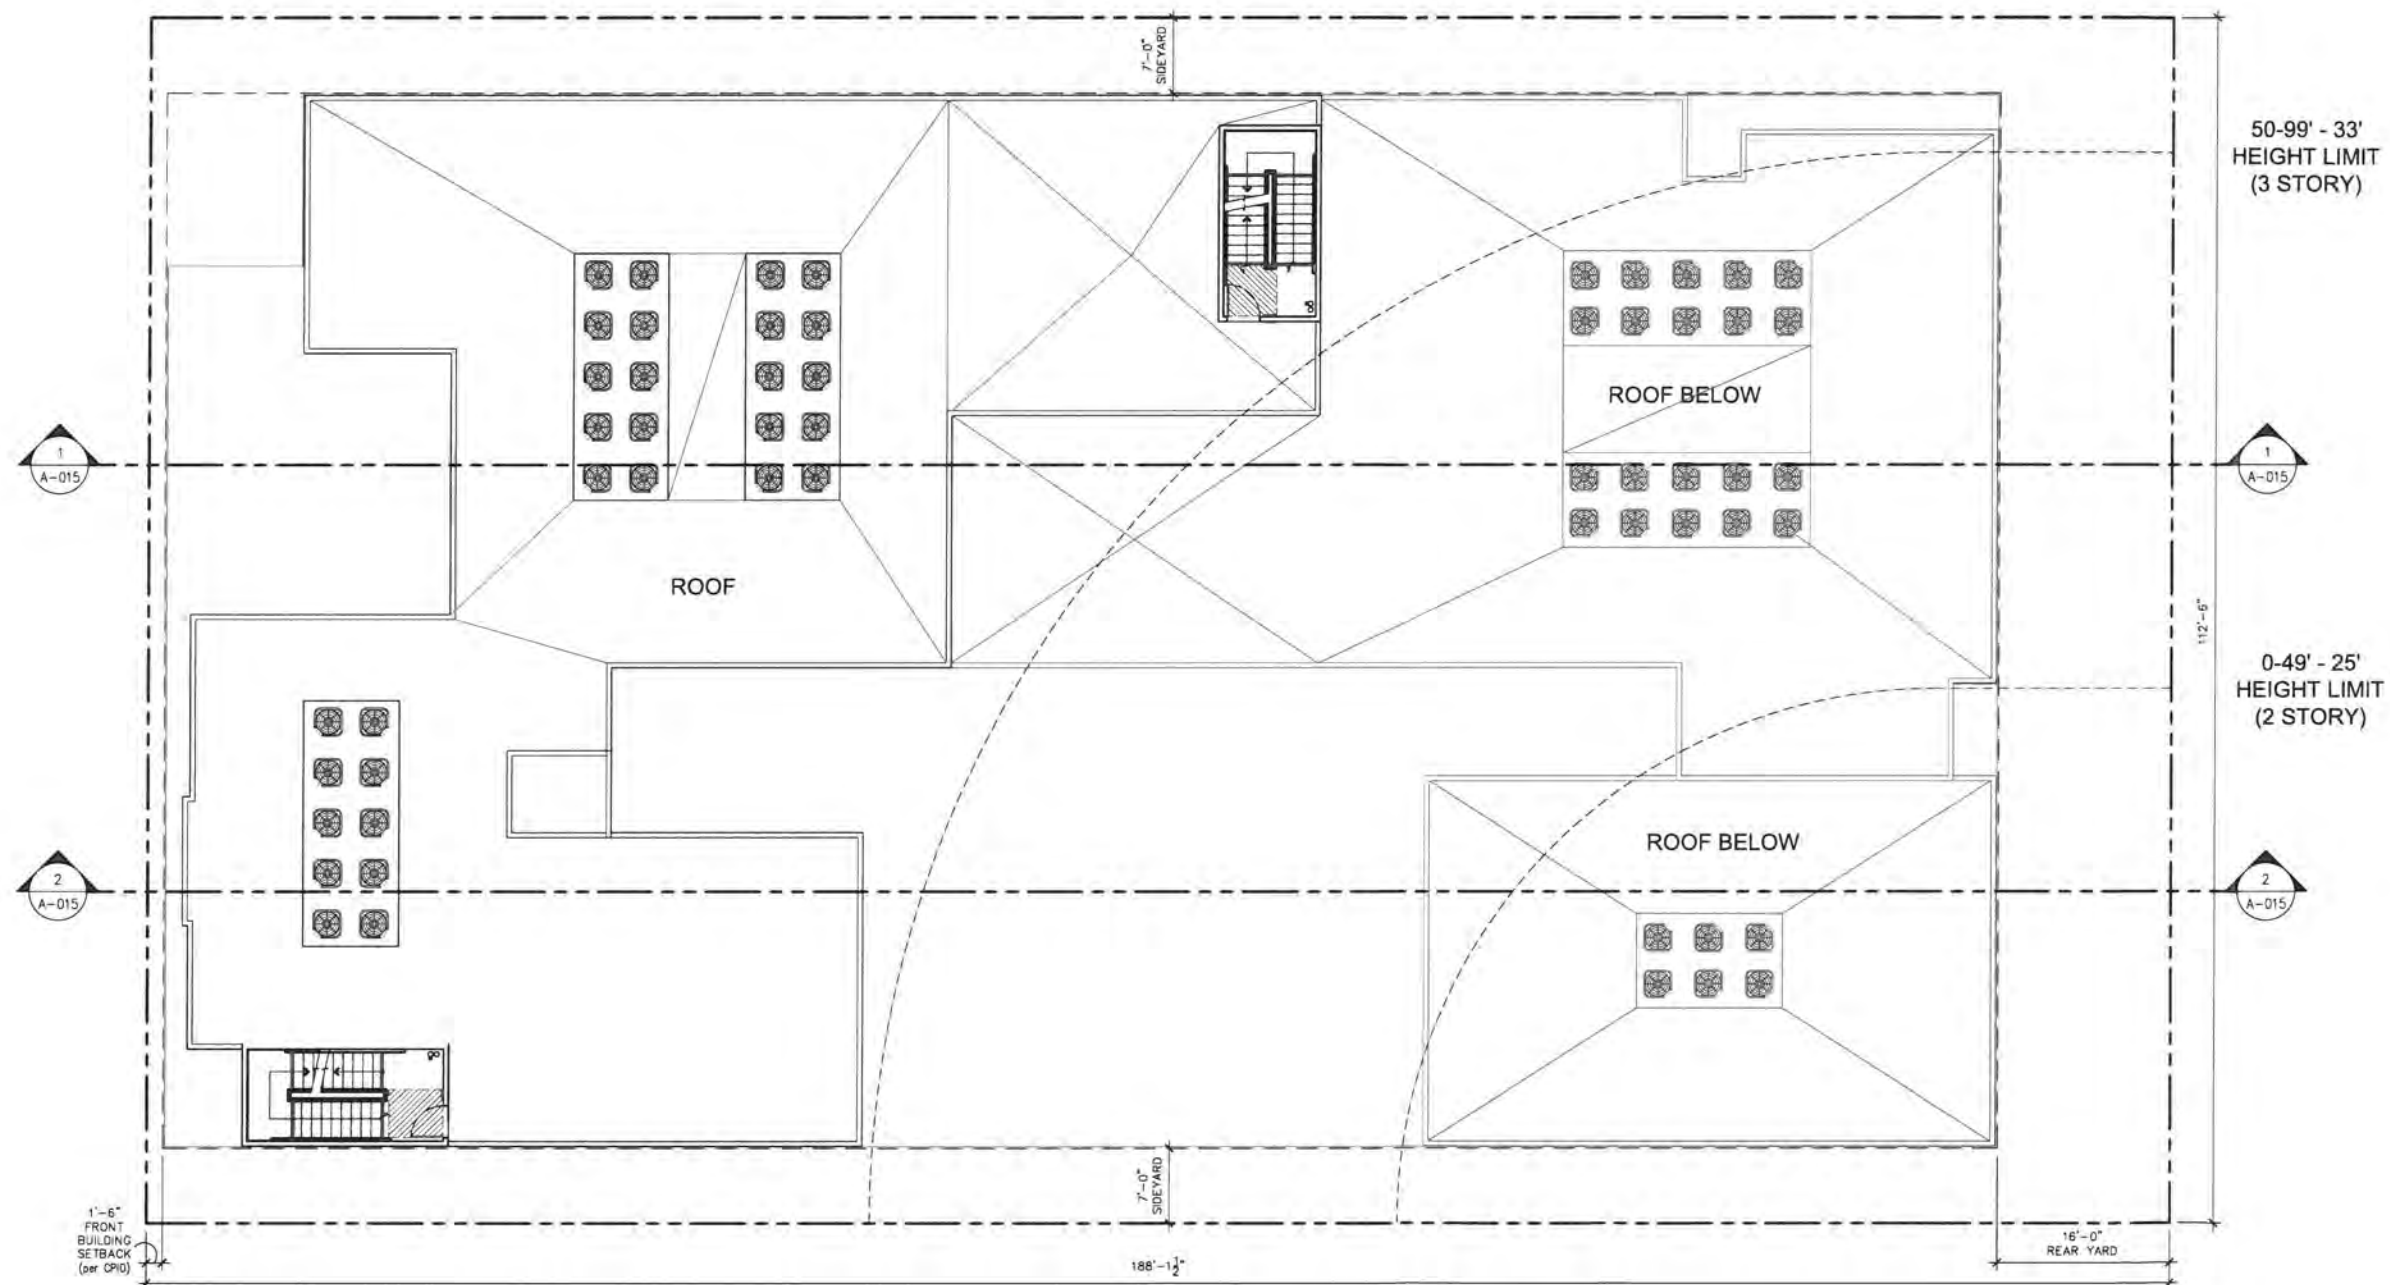 7'-0"
SIDEYARD
50-99' - 33'
HEIGHT LIMIT
(3 STORY)
ROOF BELOW
1
A-015
1
A-015
ROOF
112'-6"
0-49' - 25'
HEIGHT LIMIT
(2 STORY)
ROOF BELOW
2
A-015
2
A-015
7'-0"
SIDEYARD
1'-6"
FRONT
BUILDING
SETBACK
(per CPIO)
188'-1½"
16'-0"
REAR YARD